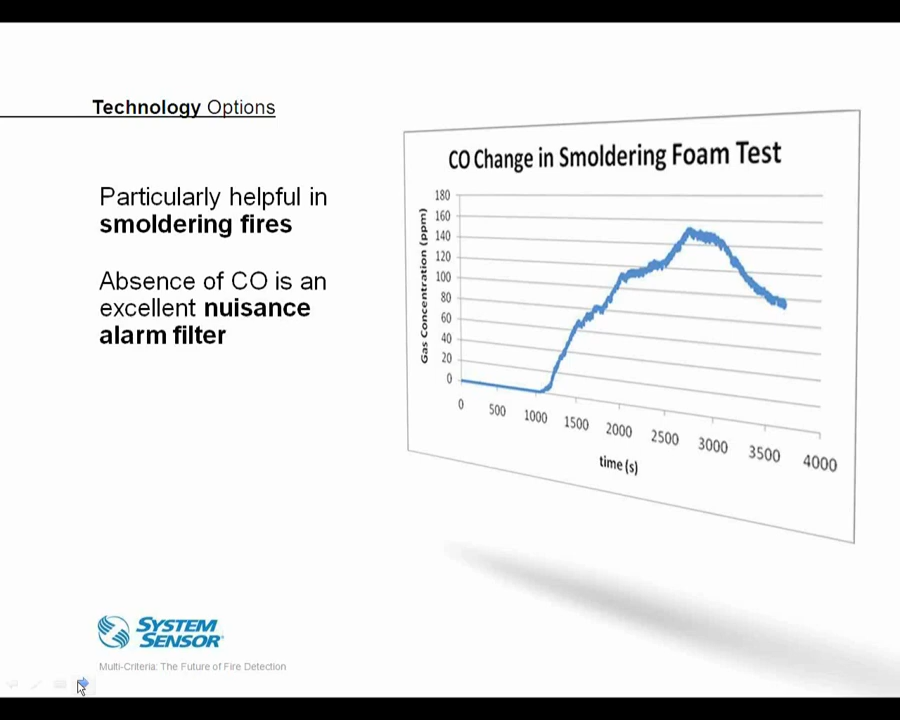 Technology Options
Particularly helpful in
smoldering fires
Absence of CO is an
excellent nuisance
alarm filter
CO Change in Smoldering Foam Test
Gas Concentration (ppm)
180
160
140
120
100
80
60
40
20
0
0 500 1000 1500 2000 2500 3000 3500 4000
time (s)
SYSTEM
SENSOR
Multi-Criteria: The Future of Fire Detection